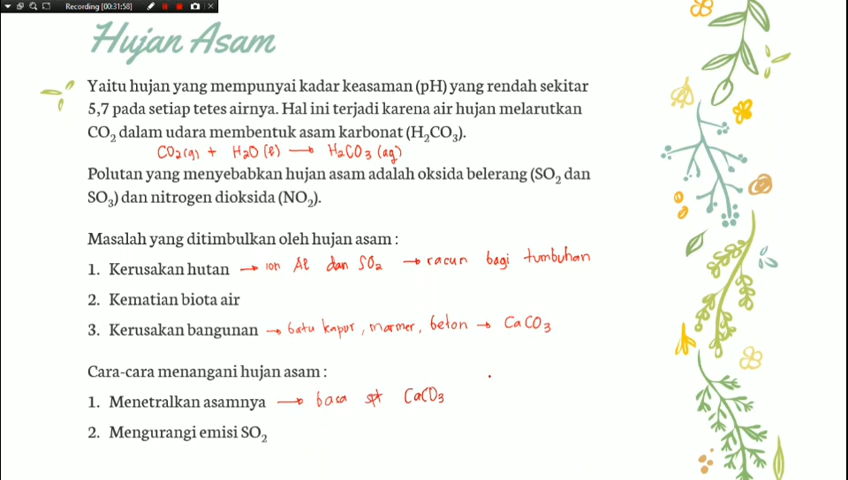 Recording [00:31:58]
Hujan Asam
Yaitu hujan yang mempunyai kadar keasaman (pH) yang rendah sekitar
5,7 pada setiap tetes airnya. Hal ini terjadi karena air hujan melarutkan
CO₂ dalam udara membentuk asam karbonat (H₂CO₃).
CO₂(g) + H₂O (l) → H₂CO₃ (aq)
Polutan yang menyebabkan hujan asam adalah oksida belerang (SO₂ dan
SO₃) dan nitrogen dioksida (NO₂).
Masalah yang ditimbulkan oleh hujan asam :
1. Kerusakan hutan → ion Al dan SO₂ → racun bagi tumbuhan
2. Kematian biota air
3. Kerusakan bangunan → batu kapur, marmer, beton → CaCO₃
Cara-cara menangani hujan asam :
1. Menetralkan asamnya → basa spt CaCO₃
2. Mengurangi emisi SO₂